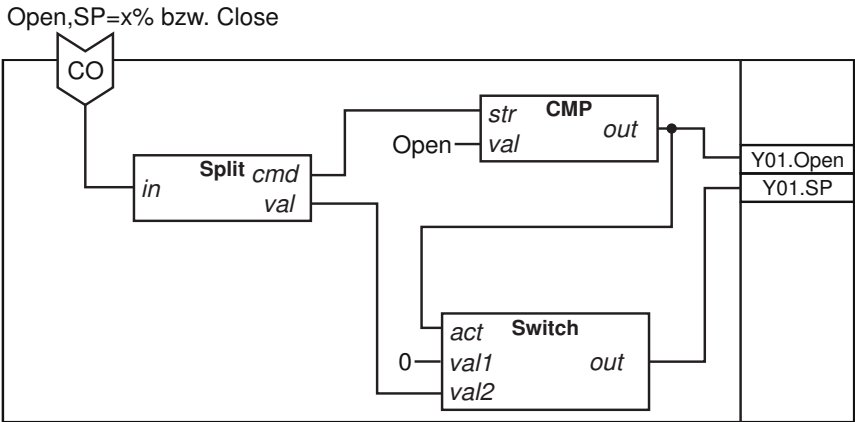 Open,SP=x% bzw. Close
CO
Split
in
cmd
val
CMP
str
Open
val
out
Y01.Open
Y01.SP
Switch
act
0
val1
out
val2